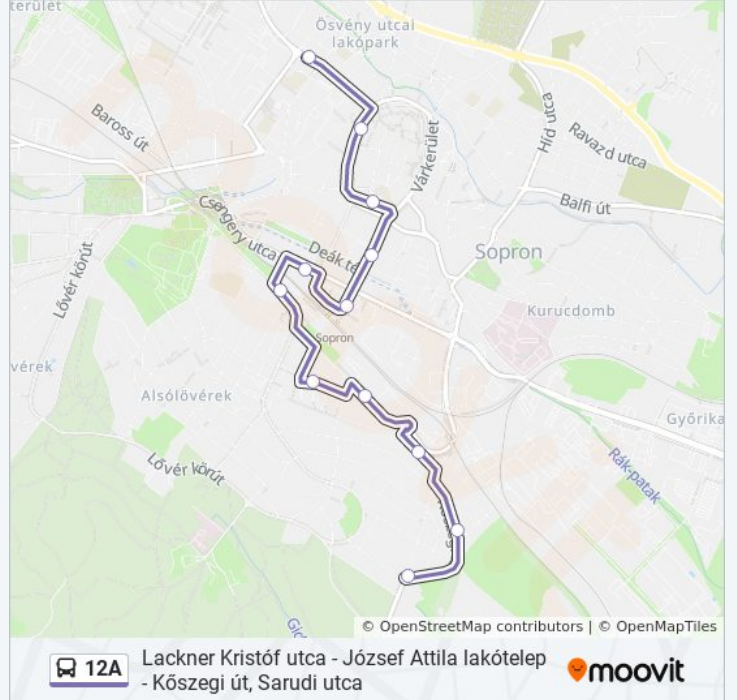 terület
Ösvény utcai
lakópark
Baross út
Híd utca
Ravazd utca
Várkerület
Balfi út
Csengery utca
Deák té
Sopron
Lővér körút
Kurucdomb
Sopron
vérek
Alsólövérek
Győrika
Lővér körút
Rák-patak
© OpenStreetMap contributors | © OpenMapTiles
12A
Lackner Kristóf utca - József Attila lakótelep
- Kőszegi út, Sarudi utca
moovit